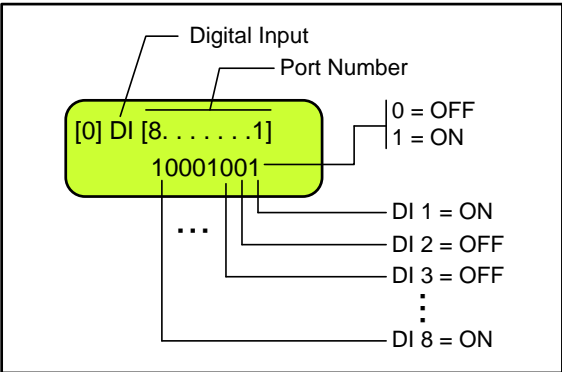 Digital Input
Port Number
[0] DI [8. . . . . . .1]
10001001
0 = OFF
1 = ON
...
DI 1 = ON
DI 2 = OFF
DI 3 = OFF
⋮
DI 8 = ON